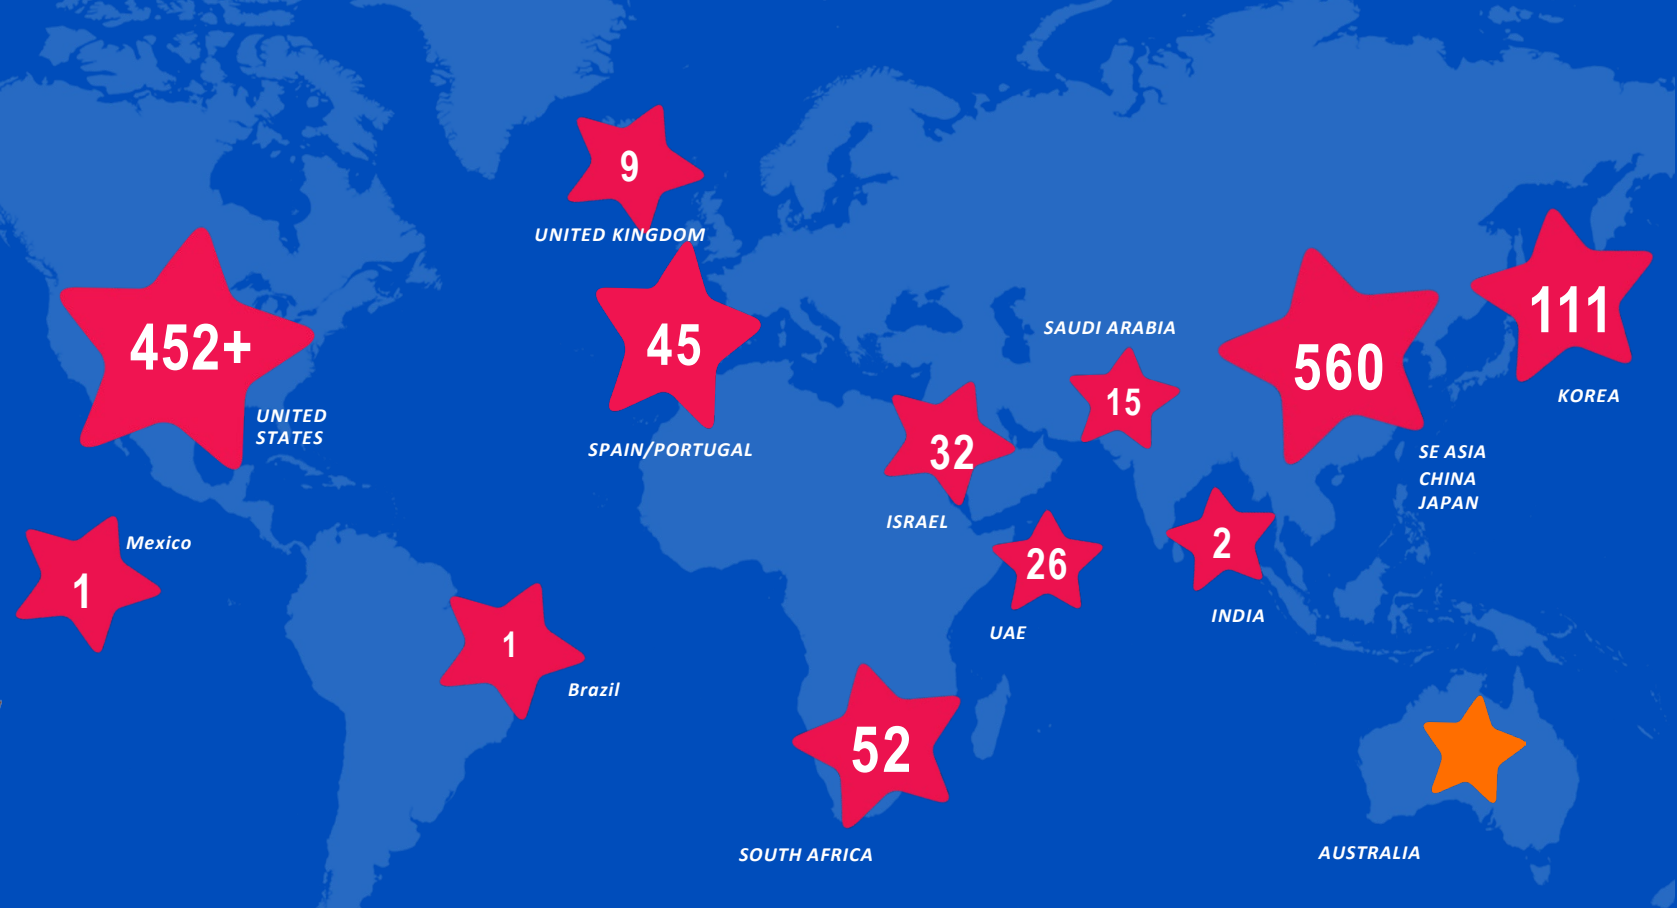 9
UNITED KINGDOM
452+
UNITED
STATES
45
SPAIN/PORTUGAL
SAUDI ARABIA
15
560
SE ASIA
CHINA
JAPAN
111
KOREA
32
ISRAEL
Mexico
1
26
UAE
2
INDIA
1
Brazil
52
SOUTH AFRICA
AUSTRALIA